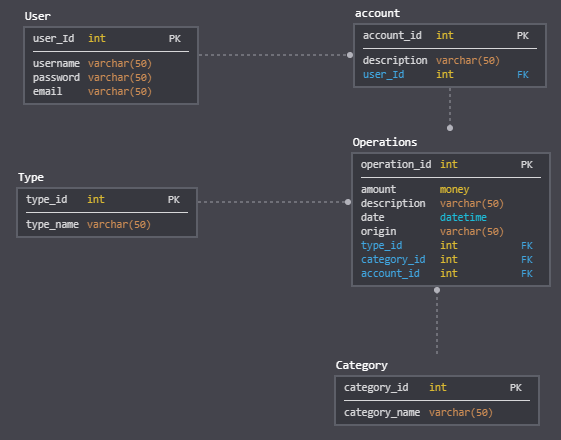 User
user_Id int PK
username varchar(50)
password varchar(50)
email varchar(50)
account
account_id int PK
description varchar(50)
user_Id int FK
Type
type_id int PK
type_name varchar(50)
Operations
operation_id int PK
amount money
description varchar(50)
date datetime
origin varchar(50)
type_id int FK
category_id int FK
account_id int FK
Category
category_id int PK
category_name varchar(50)